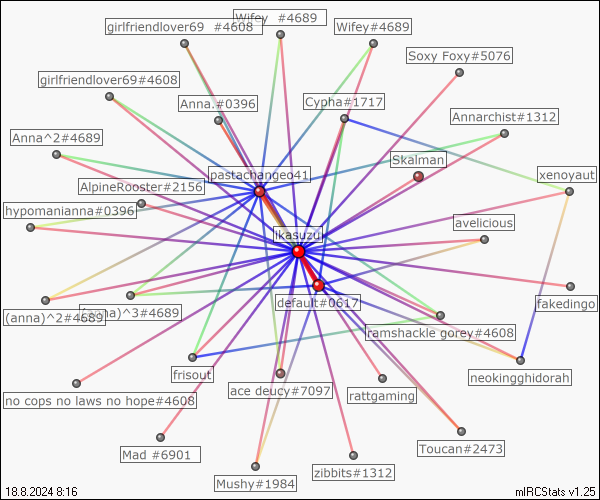 Wifey  #4689
girlfriendlover69  #4608
Wifey#4689
Soxy Foxy#5076
girlfriendlover69#4608
Anna.#0396
Cypha#1717
Annarchist#1312
Anna^2#4689
Skalman
pastachangeo41
xenoyaut
AlpineRooster#2156
hypomanianna#0396
avelicious
ikasuzu
(anna)^2#4689
(anna)^3#4689
default#0617
fakedingo
ramshackle gorey#4608
frisout
neokingghidorah
ace deucy#7097
rattgaming
no cops no laws no hope#4608
Mad #6901
Toucan#2473
zibbits#1312
Mushy#1984
18.8.2024 8:16
mIRCStats v1.25